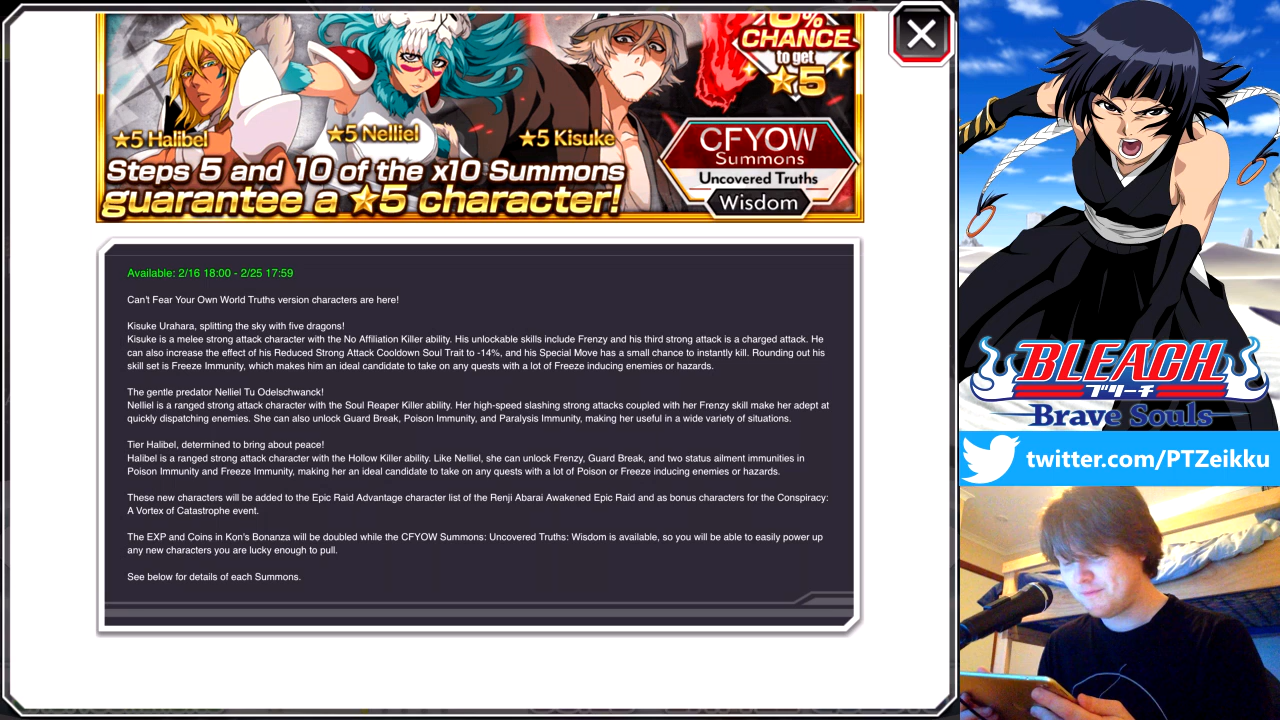 6% CHANCE to get ★5
★5 Halibel
★5 Nelliel
★5 Kisuke
Steps 5 and 10 of the x10 Summons
guarantee a ★5 character!
CFYOW
Summons
Uncovered Truths
Wisdom
Available: 2/16 18:00 - 2/25 17:59
Can't Fear Your Own World Truths version characters are here!
Kisuke Urahara, splitting the sky with five dragons!
Kisuke is a melee strong attack character with the No Affiliation Killer ability. His unlockable skills include Frenzy and his third strong attack is a charged attack. He
can also increase the effect of his Reduced Strong Attack Cooldown Soul Trait to -14%, and his Special Move has a small chance to instantly kill. Rounding out his
skill set is Freeze Immunity, which makes him an ideal candidate to take on any quests with a lot of Freeze inducing enemies or hazards.
The gentle predator Nelliel Tu Odelschwanck!
Nelliel is a ranged strong attack character with the Soul Reaper Killer ability. Her high-speed slashing strong attacks coupled with her Frenzy skill make her adept at
quickly dispatching enemies. She can also unlock Guard Break, Poison Immunity, and Paralysis Immunity, making her useful in a wide variety of situations.
Tier Halibel, determined to bring about peace!
Halibel is a ranged strong attack character with the Hollow Killer ability. Like Nelliel, she can unlock Frenzy, Guard Break, and two status ailment immunities in
Poison Immunity and Freeze Immunity, making her an ideal candidate to take on any quests with a lot of Poison or Freeze inducing enemies or hazards.
These new characters will be added to the Epic Raid Advantage character list of the Renji Abarai Awakened Epic Raid and as bonus characters for the Conspiracy:
A Vortex of Catastrophe event.
The EXP and Coins in Kon's Bonanza will be doubled while the CFYOW Summons: Uncovered Truths: Wisdom is available, so you will be able to easily power up
any new characters you are lucky enough to pull.
See below for details of each Summons.
BLEACH
ブリーチ
Brave Souls
twitter.com/PTZeikku